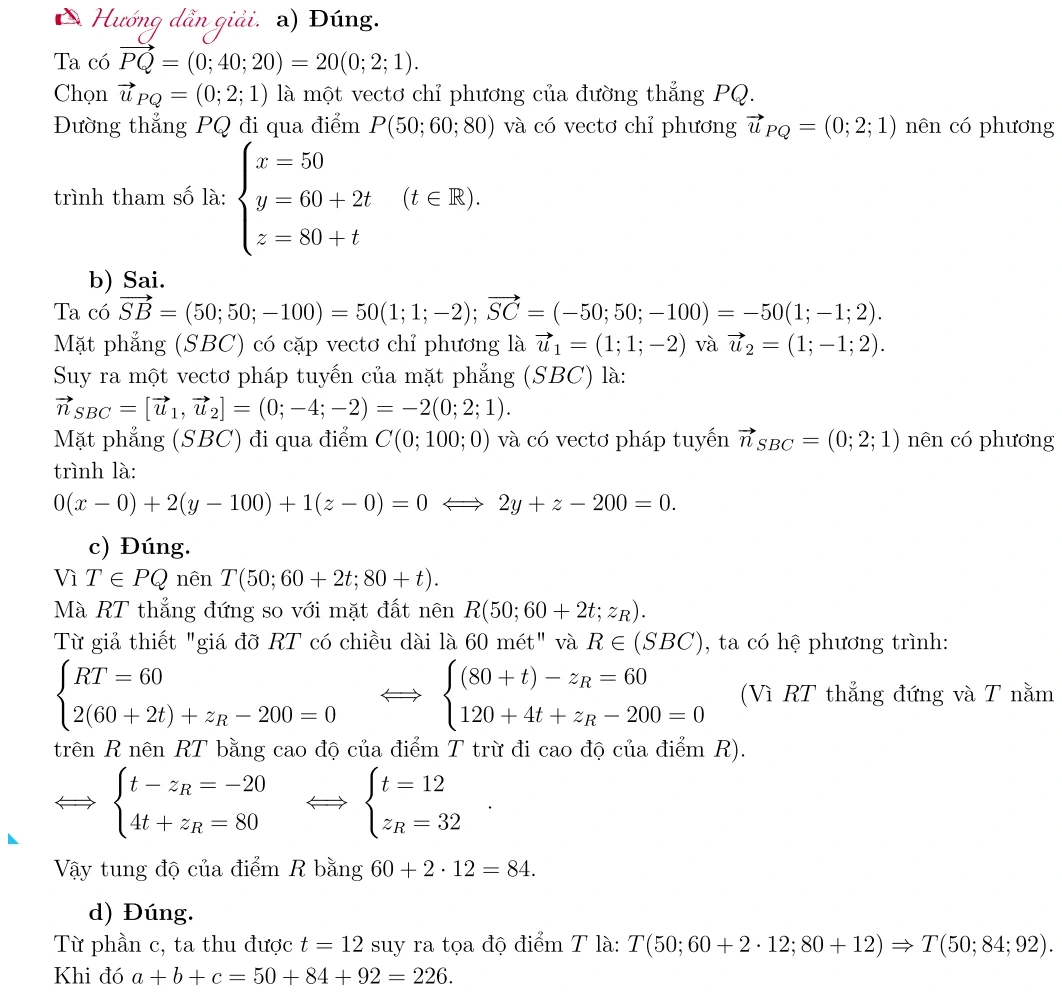 Hướng dẫn giải. a) Đúng.
Ta có $\overrightarrow{PQ} = (0; 40; 20) = 20(0; 2; 1)$.
Chọn $\overrightarrow{u}_{PQ} = (0; 2; 1)$ là một vectơ chỉ phương của đường thẳng $PQ$.
Đường thẳng $PQ$ đi qua điểm $P(50; 60; 80)$ và có vectơ chỉ phương $\overrightarrow{u}_{PQ} = (0; 2; 1)$ nên có phương
trình tham số là: $\begin{cases} x = 50 \\ y = 60 + 2t \\ z = 80 + t \end{cases} (t \in \mathbb{R})$.
b) Sai.
Ta có $\overrightarrow{SB} = (50; 50; -100) = 50(1; 1; -2)$; $\overrightarrow{SC} = (-50; 50; -100) = -50(1; -1; 2)$.
Mặt phẳng $(SBC)$ có cặp vectơ chỉ phương là $\overrightarrow{u}_1 = (1; 1; -2)$ và $\overrightarrow{u}_2 = (1; -1; 2)$.
Suy ra một vectơ pháp tuyến của mặt phẳng $(SBC)$ là:
$\overrightarrow{n}_{SBC} = [\overrightarrow{u}_1, \overrightarrow{u}_2] = (0; -4; -2) = -2(0; 2; 1)$.
Mặt phẳng $(SBC)$ đi qua điểm $C(0; 100; 0)$ và có vectơ pháp tuyến $\overrightarrow{n}_{SBC} = (0; 2; 1)$ nên có phương
trình là:
$0(x - 0) + 2(y - 100) + 1(z - 0) = 0 \iff 2y + z - 200 = 0$.
c) Đúng.
Vì $T \in PQ$ nên $T(50; 60 + 2t; 80 + t)$.
Mà $RT$ thẳng đứng so với mặt đất nên $R(50; 60 + 2t; z_R)$.
Từ giả thiết "giá đỡ $RT$ có chiều dài là 60 mét" và $R \in (SBC)$, ta có hệ phương trình:
$\begin{cases} RT = 60 \\ 2(60 + 2t) + z_R - 200 = 0 \end{cases} \iff \begin{cases} (80 + t) - z_R = 60 \\ 120 + 4t + z_R - 200 = 0 \end{cases}$ (Vì $RT$ thẳng đứng và $T$ nằm
trên $R$ nên $RT$ bằng cao độ của điểm $T$ trừ đi cao độ của điểm $R$).
$\iff \begin{cases} t - z_R = -20 \\ 4t + z_R = 80 \end{cases} \iff \begin{cases} t = 12 \\ z_R = 32 \end{cases}$.
Vậy tung độ của điểm $R$ bằng $60 + 2 \cdot 12 = 84$.
d) Đúng.
Từ phần c, ta thu được $t = 12$ suy ra tọa độ điểm $T$ là: $T(50; 60 + 2 \cdot 12; 80 + 12) \Rightarrow T(50; 84; 92)$.
Khi đó $a + b + c = 50 + 84 + 92 = 226$.